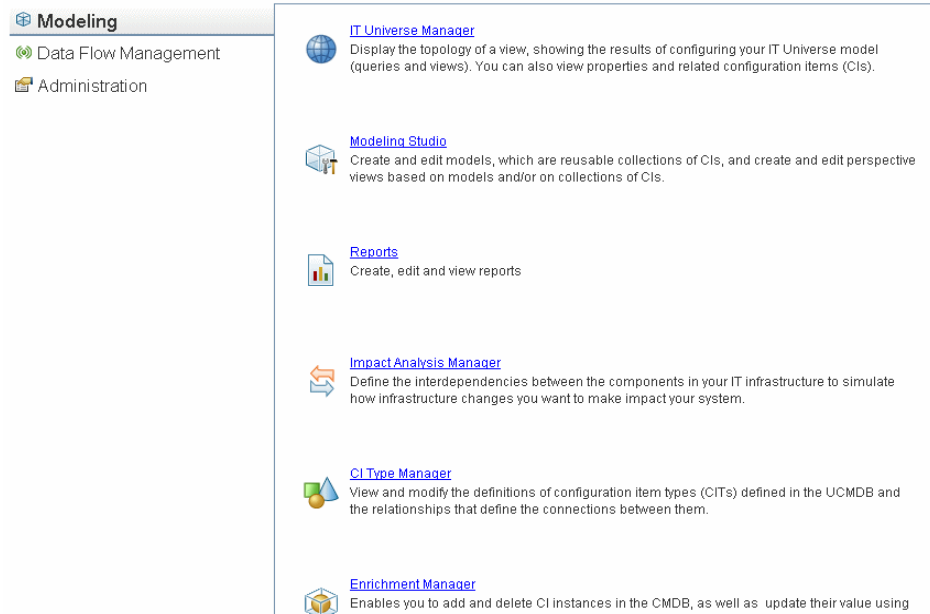 Modeling
Data Flow Management
Administration
IT Universe Manager
Display the topology of a view, showing the results of configuring your IT Universe model
(queries and views). You can also view properties and related configuration items (CIs).
Modeling Studio
Create and edit models, which are reusable collections of CIs, and create and edit perspective
views based on models and/or on collections of CIs.
Reports
Create, edit and view reports
Impact Analysis Manager
Define the interdependencies between the components in your IT infrastructure to simulate
how infrastructure changes you want to make impact your system.
CI Type Manager
View and modify the definitions of configuration item types (CITs) defined in the UCMDB and
the relationships that define the connections between them.
Enrichment Manager
Enables you to add and delete CI instances in the CMDB, as well as update their value using